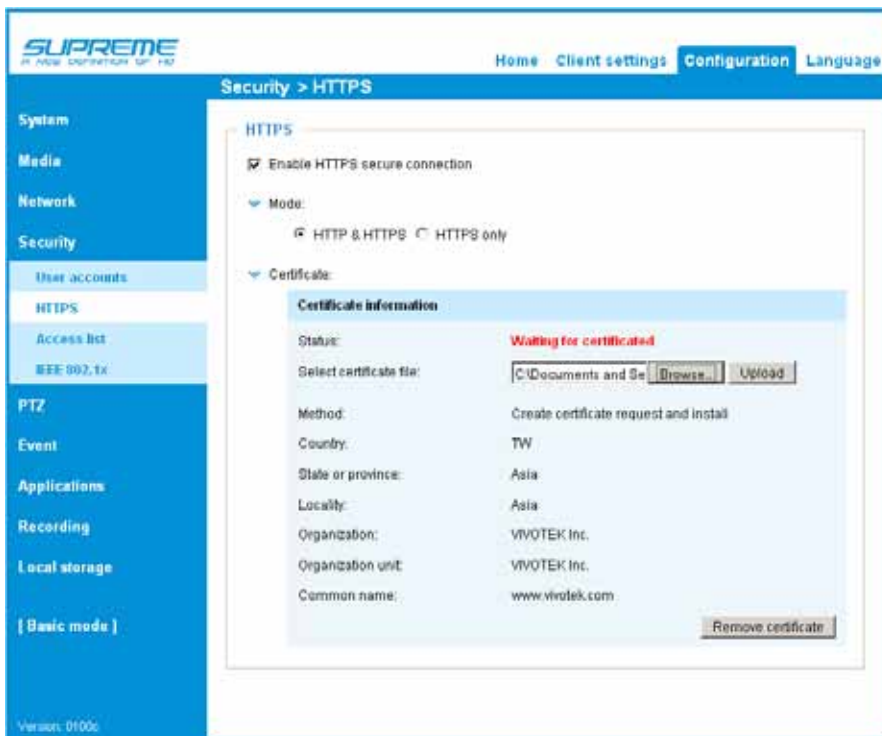 SUPREME
A NEW DEFINITION OF HD
Home Client settings Configuration Language
Security > HTTPS
System
Media
Network
Security
User accounts
HTTPS
Access list
IEEE 802.1x
PTZ
Event
Applications
Recording
Local storage
[ Basic mode ]
Version: 0100c
HTTPS
Enable HTTPS secure connection
Mode:
HTTP & HTTPS HTTPS only
Certificate:
Certificate information
Status: Waiting for certificated
Select certificate file: C:\Documents and Se Browse... Upload
Method: Create certificate request and install
Country: TW
State or province: Asia
Locality: Asia
Organization: VIVOTEK Inc.
Organization unit: VIVOTEK Inc.
Common name: www.vivotek.com
Remove certificate